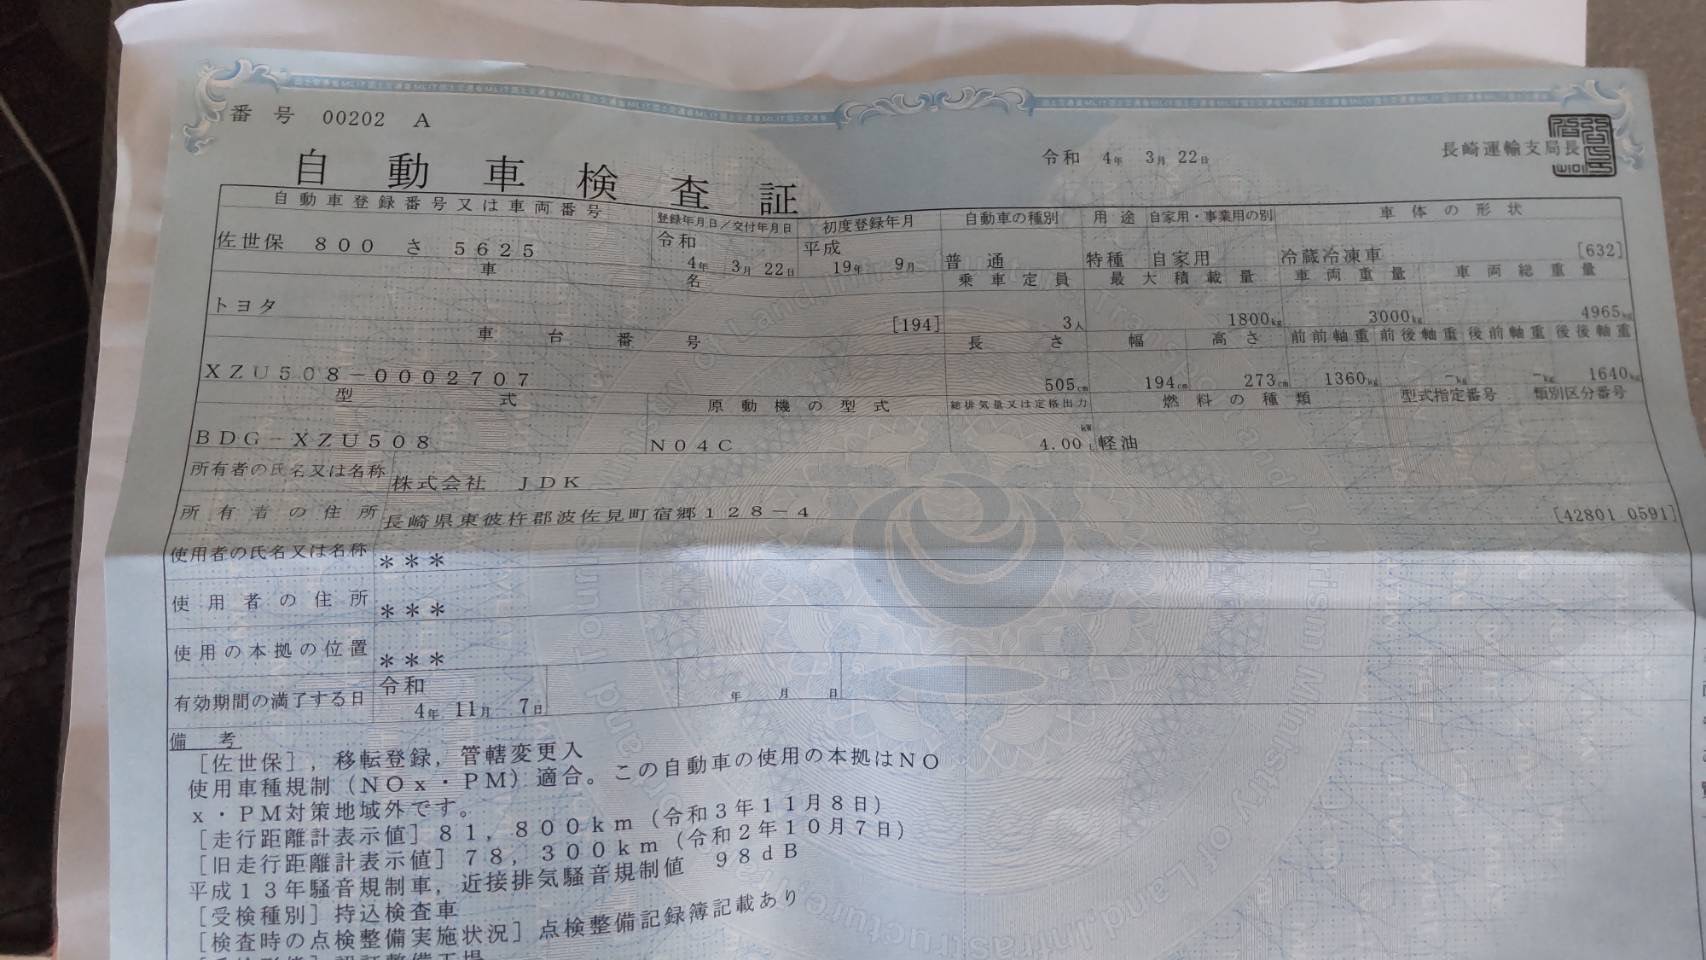 番号 00202 A
令和 4年 3月 22日
長崎運輸支局長
自動車検査証
自動車登録番号又は車両番号 登録年月日/交付年月日 初度登録年月 自動車の種別 用途 自家用・事業用の別 車体の形状
佐世保 800 さ 5625 令和 4年 3月 22日 平成 19年 9月 普通 特種 自家用 冷蔵冷凍車 [632]
車名 乗車定員 最大積載量 車両重量 車両総重量
トヨタ [194] 3人 1800kg 3000kg 4965kg
車台番号 長さ 幅 高さ 前前軸重 前後軸重 後前軸重 後後軸重
XZU508-0002707 505cm 194cm 273cm 1360kg -kg -kg 1640kg
型式 原動機の型式 総排気量又は定格出力 燃料の種類 型式指定番号 類別区分番号
BDG-XZU508 N04C 4.00 kW L 軽油
所有者の氏名又は名称 株式会社 JDK
所有者の住所 長崎県東彼杵郡波佐見町宿郷128-4 [42801 0591]
使用者の氏名又は名称 ***
使用者の住所 ***
使用の本拠の位置 ***
有効期間の満了する日 令和 4年 11月 7日 年 月 日
備考
[佐世保],移転登録,管轄変更入
使用車種規制(NOx・PM)適合。この自動車の使用の本拠はNO
x・PM対策地域外です。
[走行距離計表示値]81,800km(令和3年11月8日)
[旧走行距離計表示値]78,300km(令和2年10月7日)
平成13年騒音規制車,近接排気騒音規制値 98dB
[受検種別]持込検査車
[検査時の点検整備実施状況]点検整備記録簿記載あり